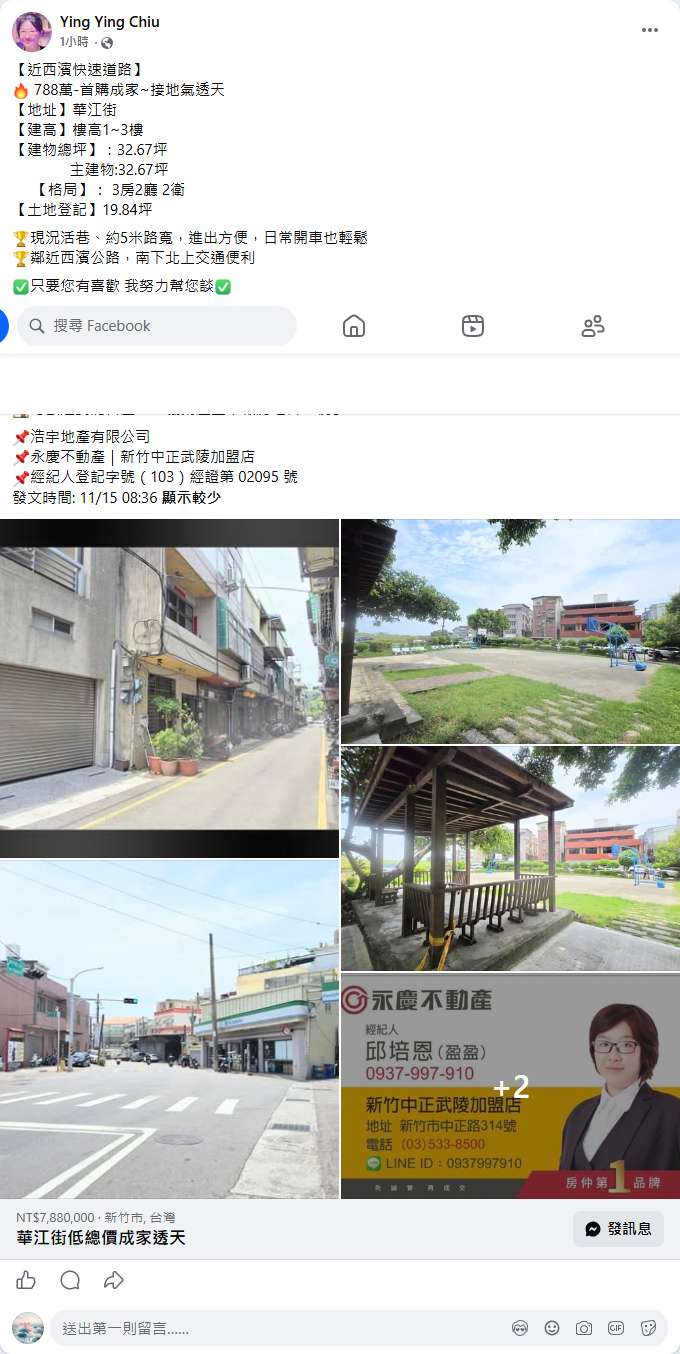 Ying Ying Chiu
1小時 ·
【近西濱快速道路】
🔥 788萬-首購成家~接地氣透天
【地址】華江街
【建高】樓高1~3樓
【建物總坪】：32.67坪
主建物:32.67坪
【格局】： 3房2廳 2衛
【土地登記】19.84坪
🏆現況活巷、約5米路寬，進出方便，日常開車也輕鬆
🏆鄰近西濱公路，南下北上交通便利
✅只要您有喜歡 我努力幫您談✅
搜尋 Facebook
📌浩宇地產有限公司
📌永慶不動產｜新竹中正武陵加盟店
📌經紀人登記字號（103）經證第 02095 號
發文時間: 11/15 08:36 顯示較少
永慶不動產
經紀人
邱培恩(盈盈)
0937-997-910
+2
新竹中正武陵加盟店
地址 新竹市中正路314號
電話 (03)533-8500
LINE ID：0937997910
房仲第1品牌
NT$7,880,000 · 新竹市, 台灣
華江街低總價成家透天
發訊息
送出第一則留言......
GIF